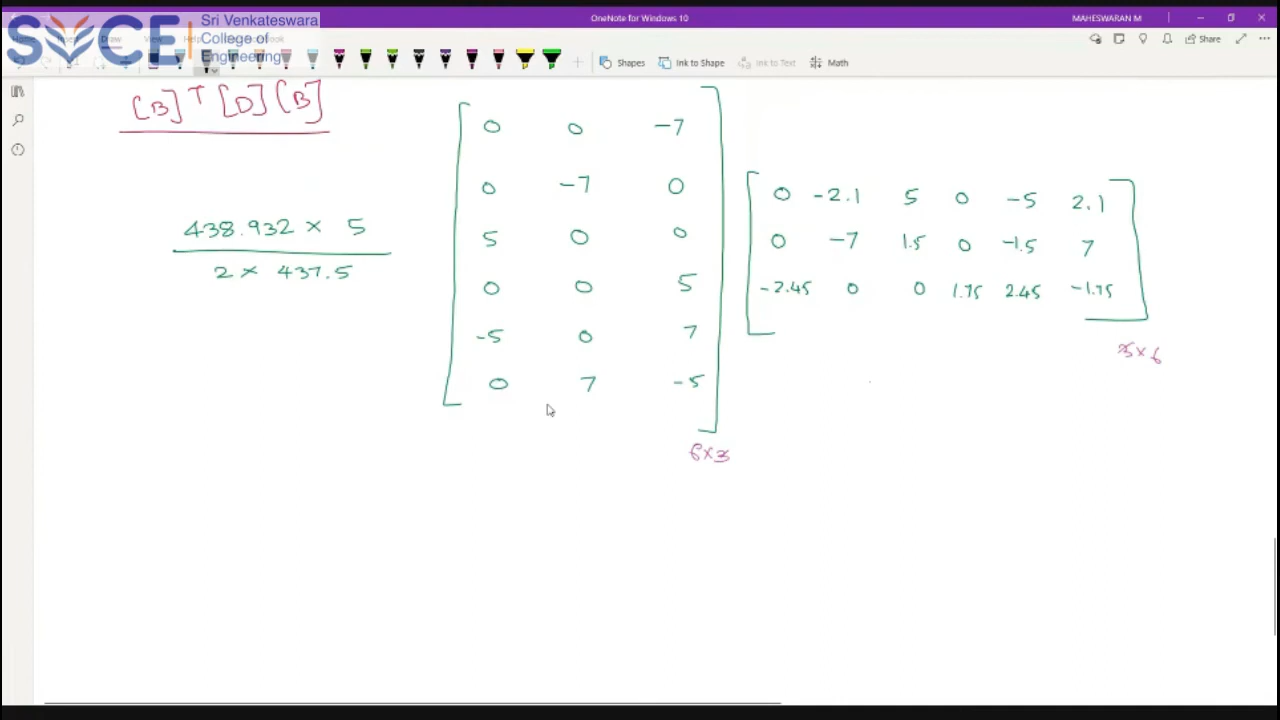 OneNote for Windows 10
MAHESWARAN M
SVCE
Sri Venkateswara
College of
Engineering
Share
Shapes
Ink to Shape
Ink to Text
Math
[B]ᵀ [D] [B]
438.932 × 5
2 × 437.5
0 0 -7
0 -7 0
5 0 0
0 0 5
-5 0 7
0 7 -5
6×3
0 -2.1 5 0 -5 2.1
0 -7 1.5 0 -1.5 7
-2.45 0 0 1.75 2.45 -1.75
3×6